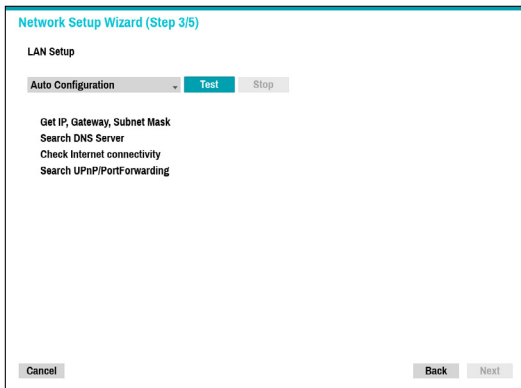 Network Setup Wizard (Step 3/5)
LAN Setup
Auto Configuration Test Stop
Get IP, Gateway, Subnet Mask
Search DNS Server
Check Internet connectivity
Search UPnP/PortForwarding
Cancel Back Next